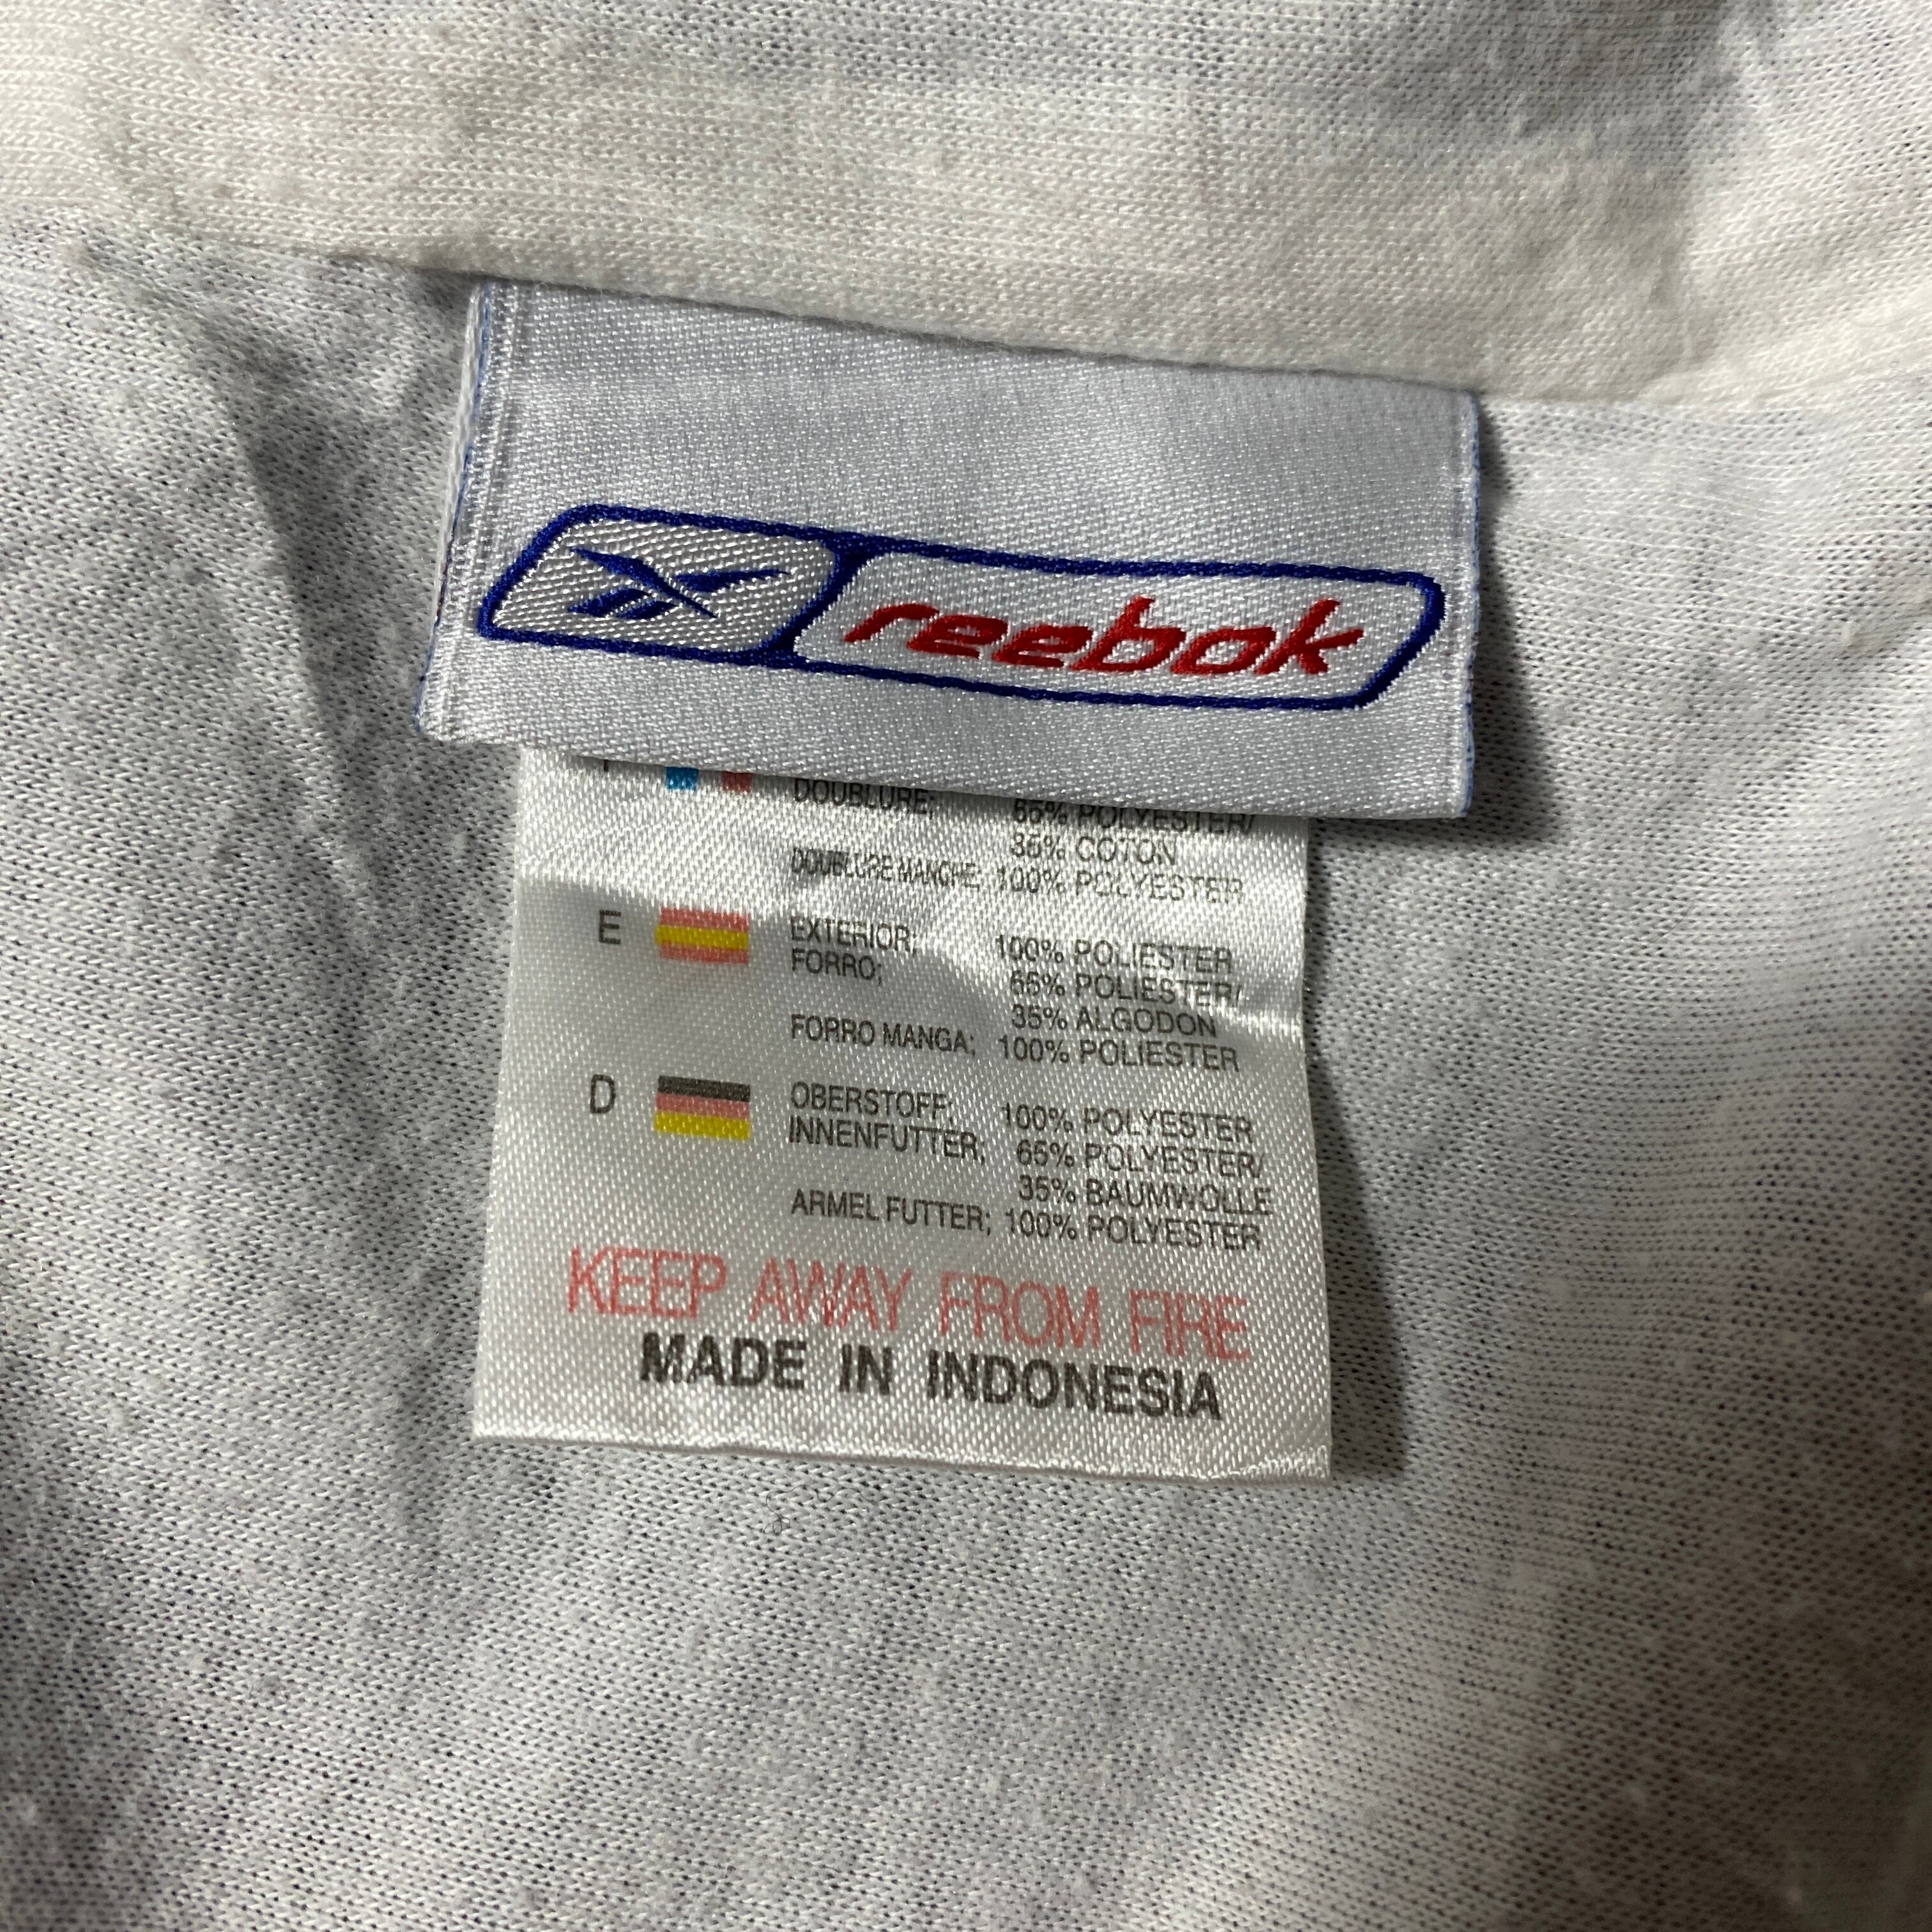 reebok
DOUBLURE; 65% POLYESTER/
35% COTON
DOUBLURE MANCHE; 100% POLYESTER
E EXTERIOR; 100% POLIESTER
FORRO; 65% POLIESTER/
35% ALGODON
FORRO MANGA; 100% POLIESTER
D OBERSTOFF; 100% POLYESTER
INNENFUTTER; 65% POLYESTER/
35% BAUMWOLLE
ARMEL FUTTER; 100% POLYESTER
KEEP AWAY FROM FIRE
MADE IN INDONESIA